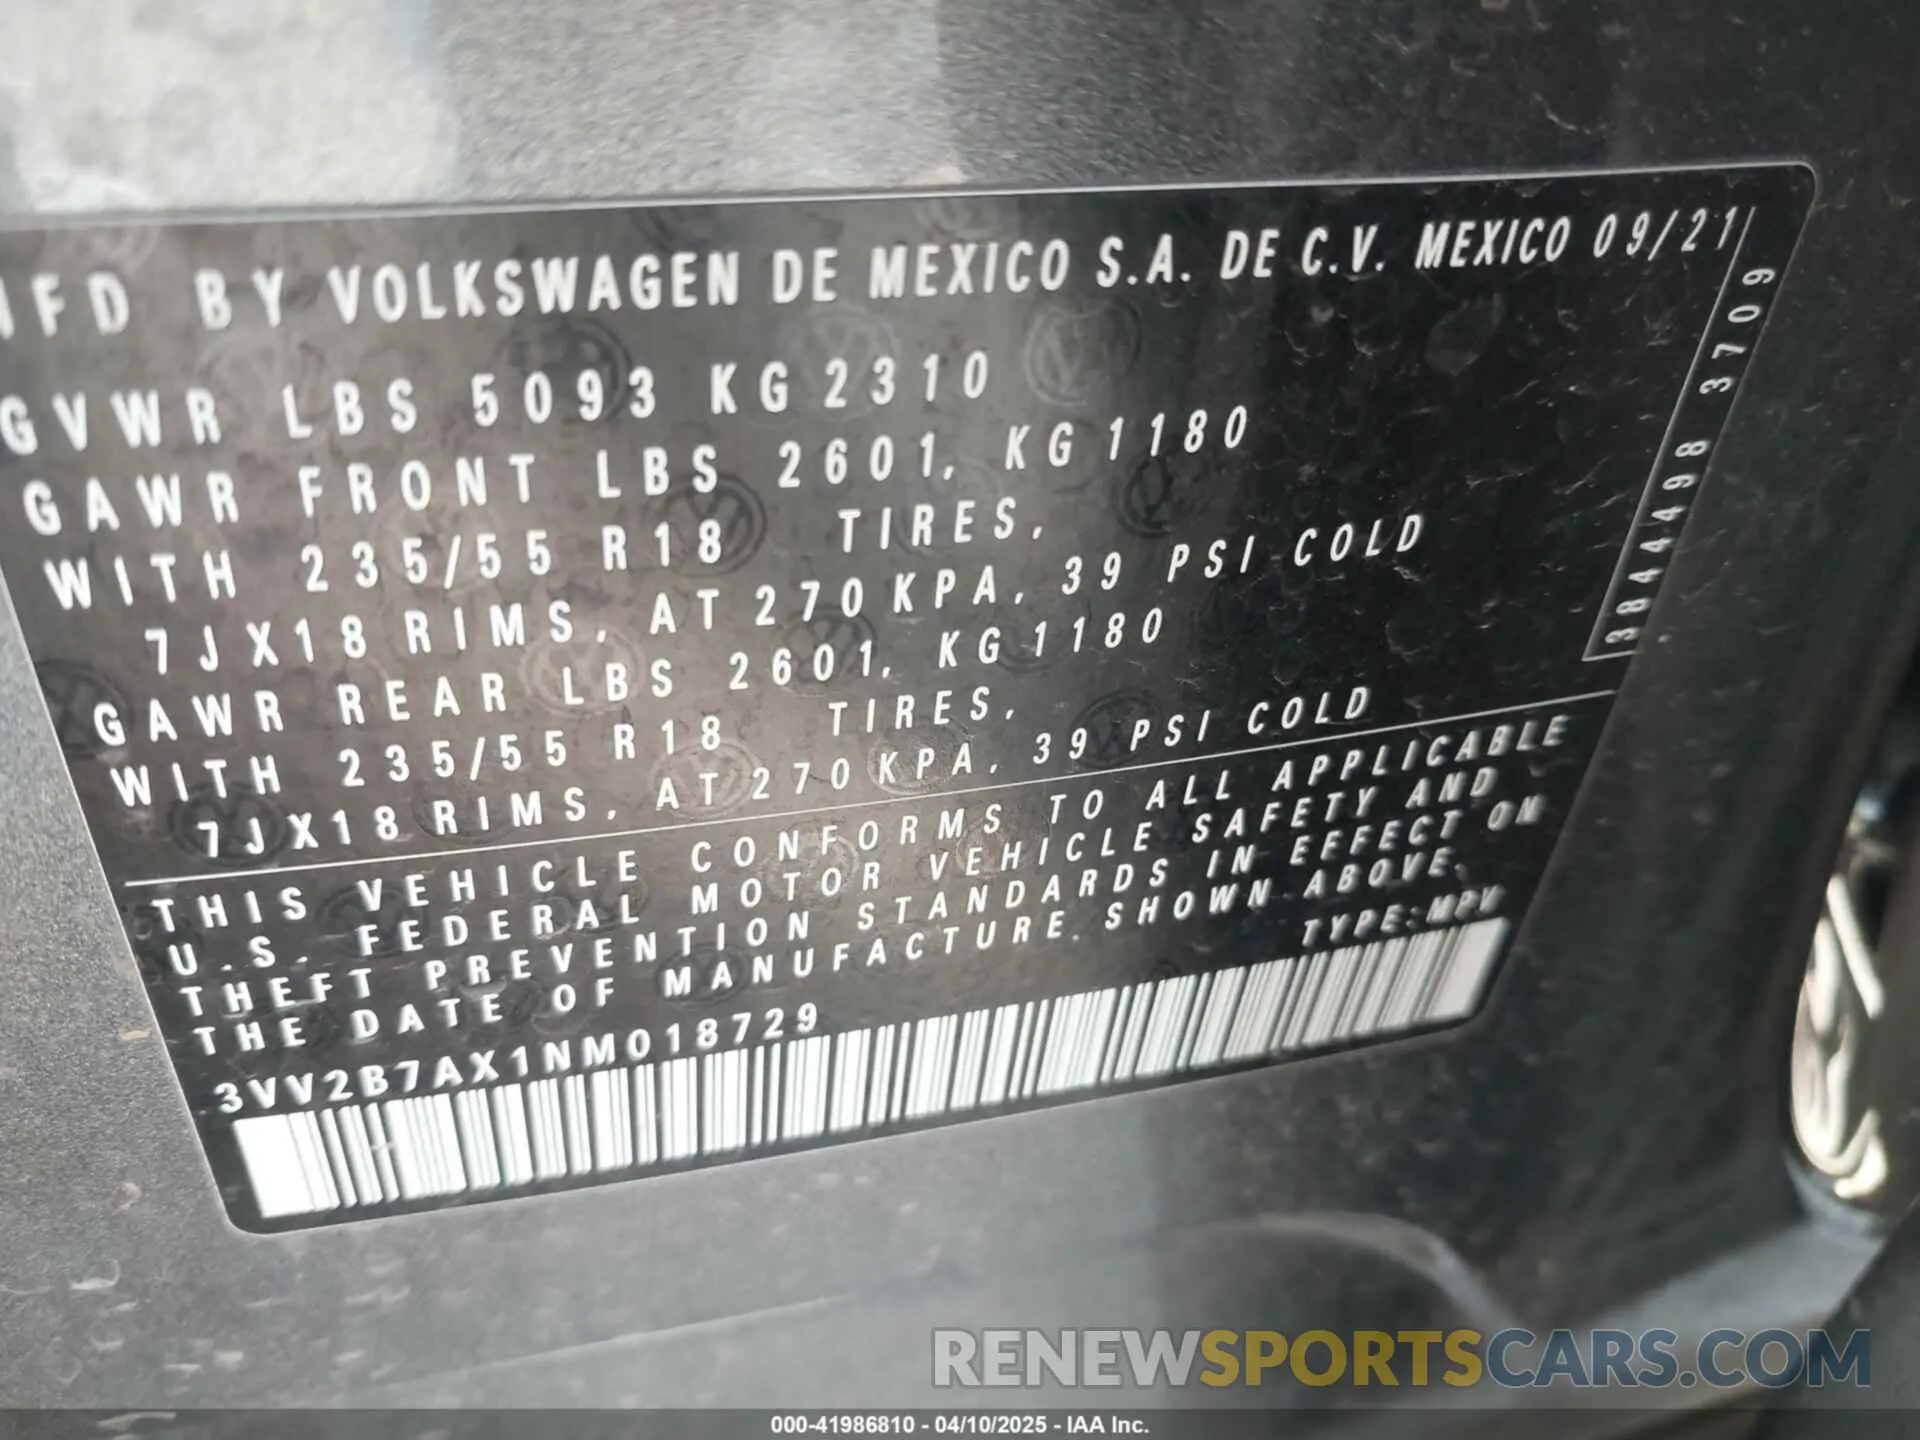 MFD BY VOLKSWAGEN DE MEXICO S.A. DE C.V. MEXICO 09/21
GVWR LBS 5093 KG 2310
GAWR FRONT LBS 2601, KG 1180
WITH 235/55 R18 TIRES,
7JX18 RIMS, AT 270 KPA, 39 PSI COLD
GAWR REAR LBS 2601, KG 1180
WITH 235/55 R18 TIRES,
7JX18 RIMS, AT 270 KPA, 39 PSI COLD
3844498 3709
THIS VEHICLE CONFORMS TO ALL APPLICABLE
U.S. FEDERAL MOTOR VEHICLE SAFETY AND
THEFT PREVENTION STANDARDS IN EFFECT ON
THE DATE OF MANUFACTURE. SHOWN ABOVE.
TYPE:MPV
3VV2B7AX1NM018729
RENEWSPORTSCARS.COM
000-41986810 - 04/10/2025 - IAA Inc.